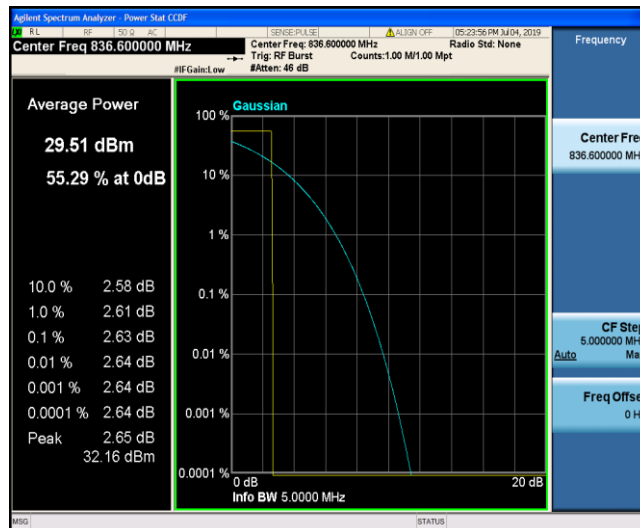 Agilent Spectrum Analyzer - Power Stat CCDF
RL RF 50 Ω AC SENSE:PULSE ALIGN OFF 05:23:56 PM Jul 04, 2019
Center Freq 836.600000 MHz
Center Freq: 836.600000 MHz Radio Std: None
Trig: RF Burst Counts:1.00 M/1.00 Mpt
#IFGain:Low #Atten: 46 dB
Frequency
Average Power
29.51 dBm
55.29 % at 0dB
10.0 % 2.58 dB
1.0 % 2.61 dB
0.1 % 2.63 dB
0.01 % 2.64 dB
0.001 % 2.64 dB
0.0001 % 2.64 dB
Peak 2.65 dB
32.16 dBm
Gaussian
100 %
10 %
1 %
0.1 %
0.01 %
0.001 %
0.0001 %
0 dB 20 dB
Info BW 5.0000 MHz
Center Fre
836.600000 MH
CF Step
5.000000 MH
Auto Ma
Freq Offse
0 H
MSG STATUS